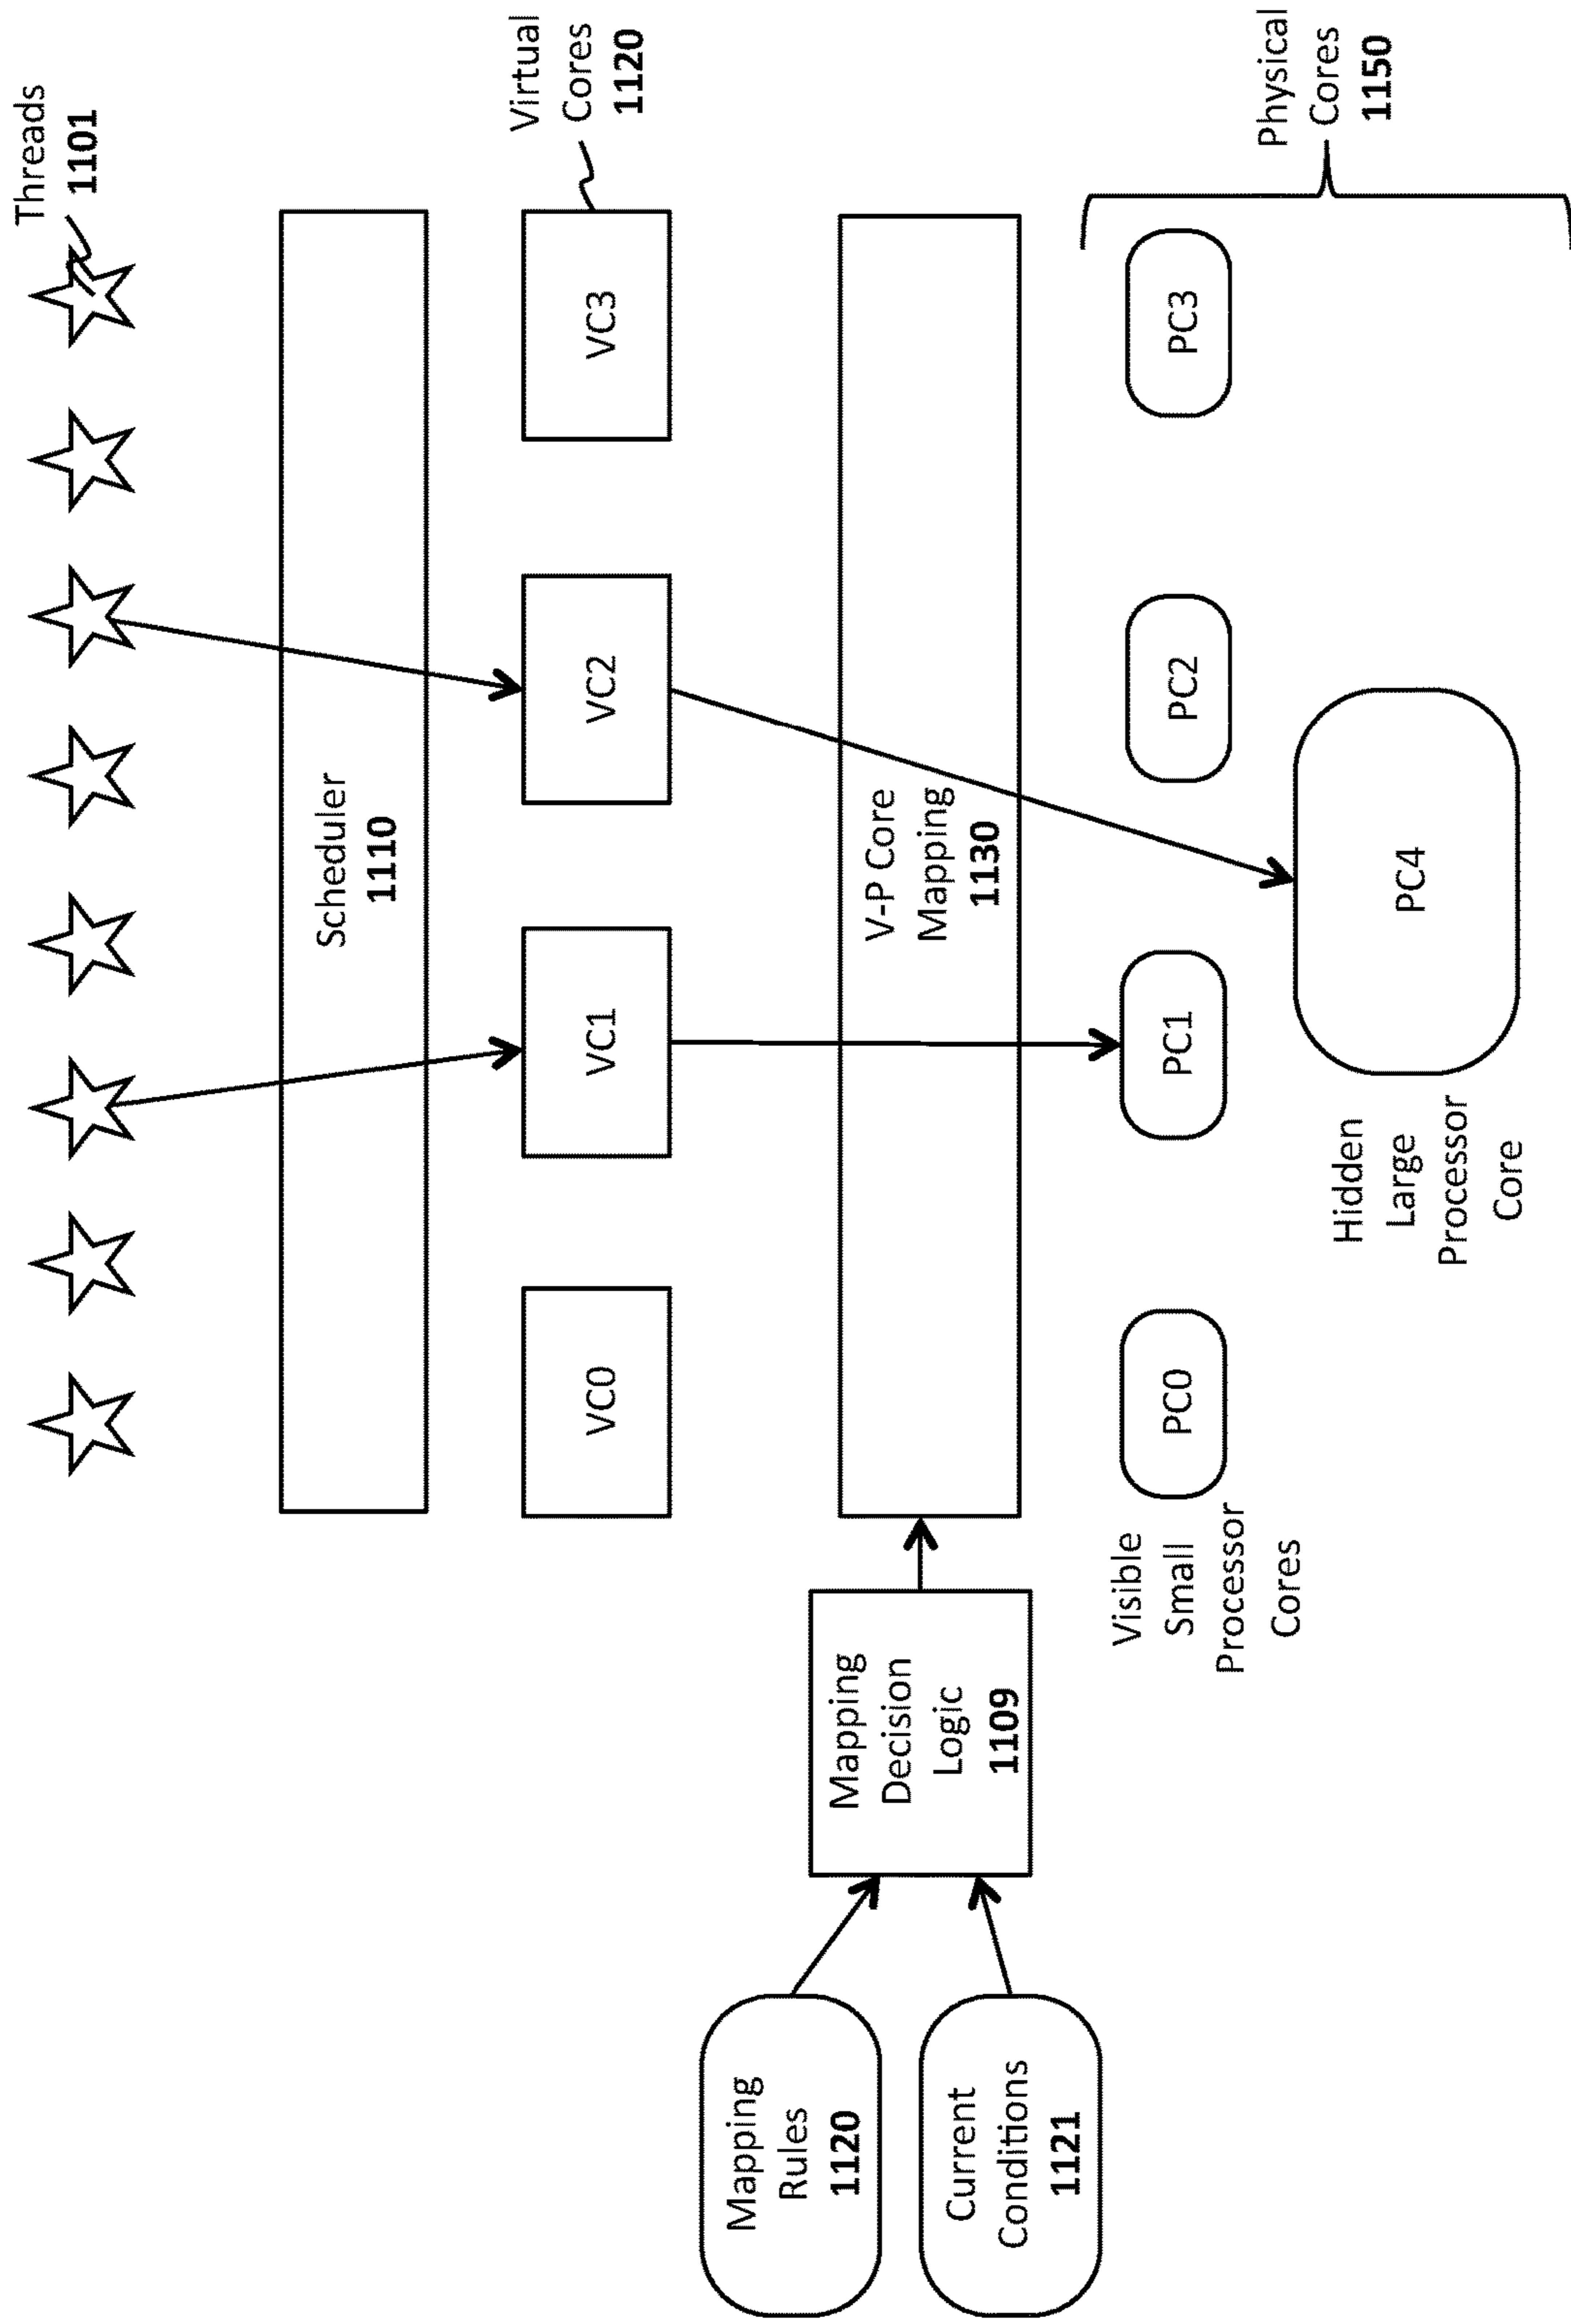 Threads
1101
Scheduler
1110
VC0
VC1
VC2
VC3
Virtual
Cores
1120
Mapping
Rules
1120
Current
Conditions
1121
Mapping
Decision
Logic
1109
V-P Core
Mapping
1130
Visible
Small
Processor
Cores
PC0
PC1
PC2
PC3
Physical
Cores
1150
Hidden
Large
Processor
Core
PC4